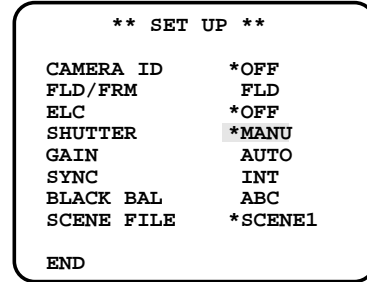 ** SET UP **
CAMERA ID *OFF
FLD/FRM FLD
ELC *OFF
SHUTTER *MANU
GAIN AUTO
SYNC INT
BLACK BAL ABC
SCENE FILE *SCENE1
END